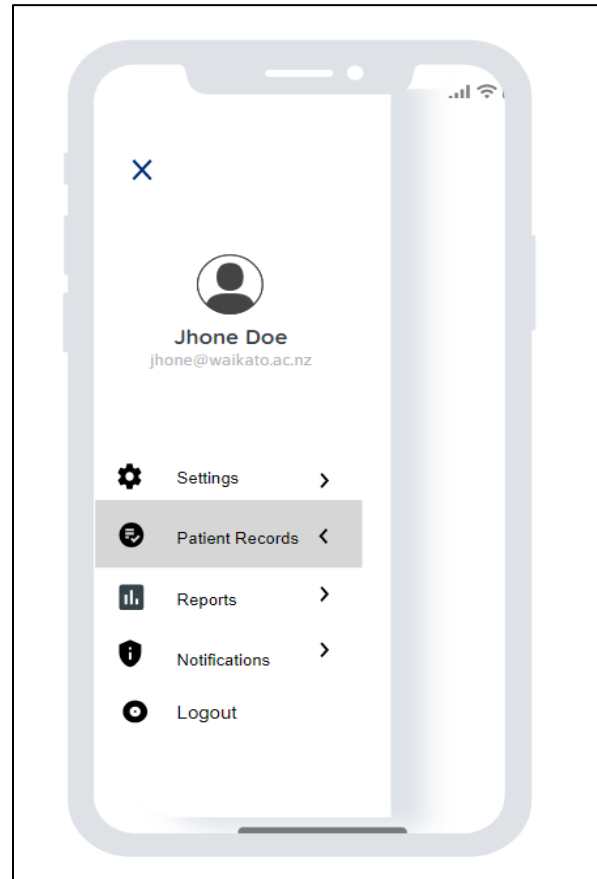 Jhone Doe
jhone@waikato.ac.nz
Settings
Patient Records
Reports
Notifications
Logout